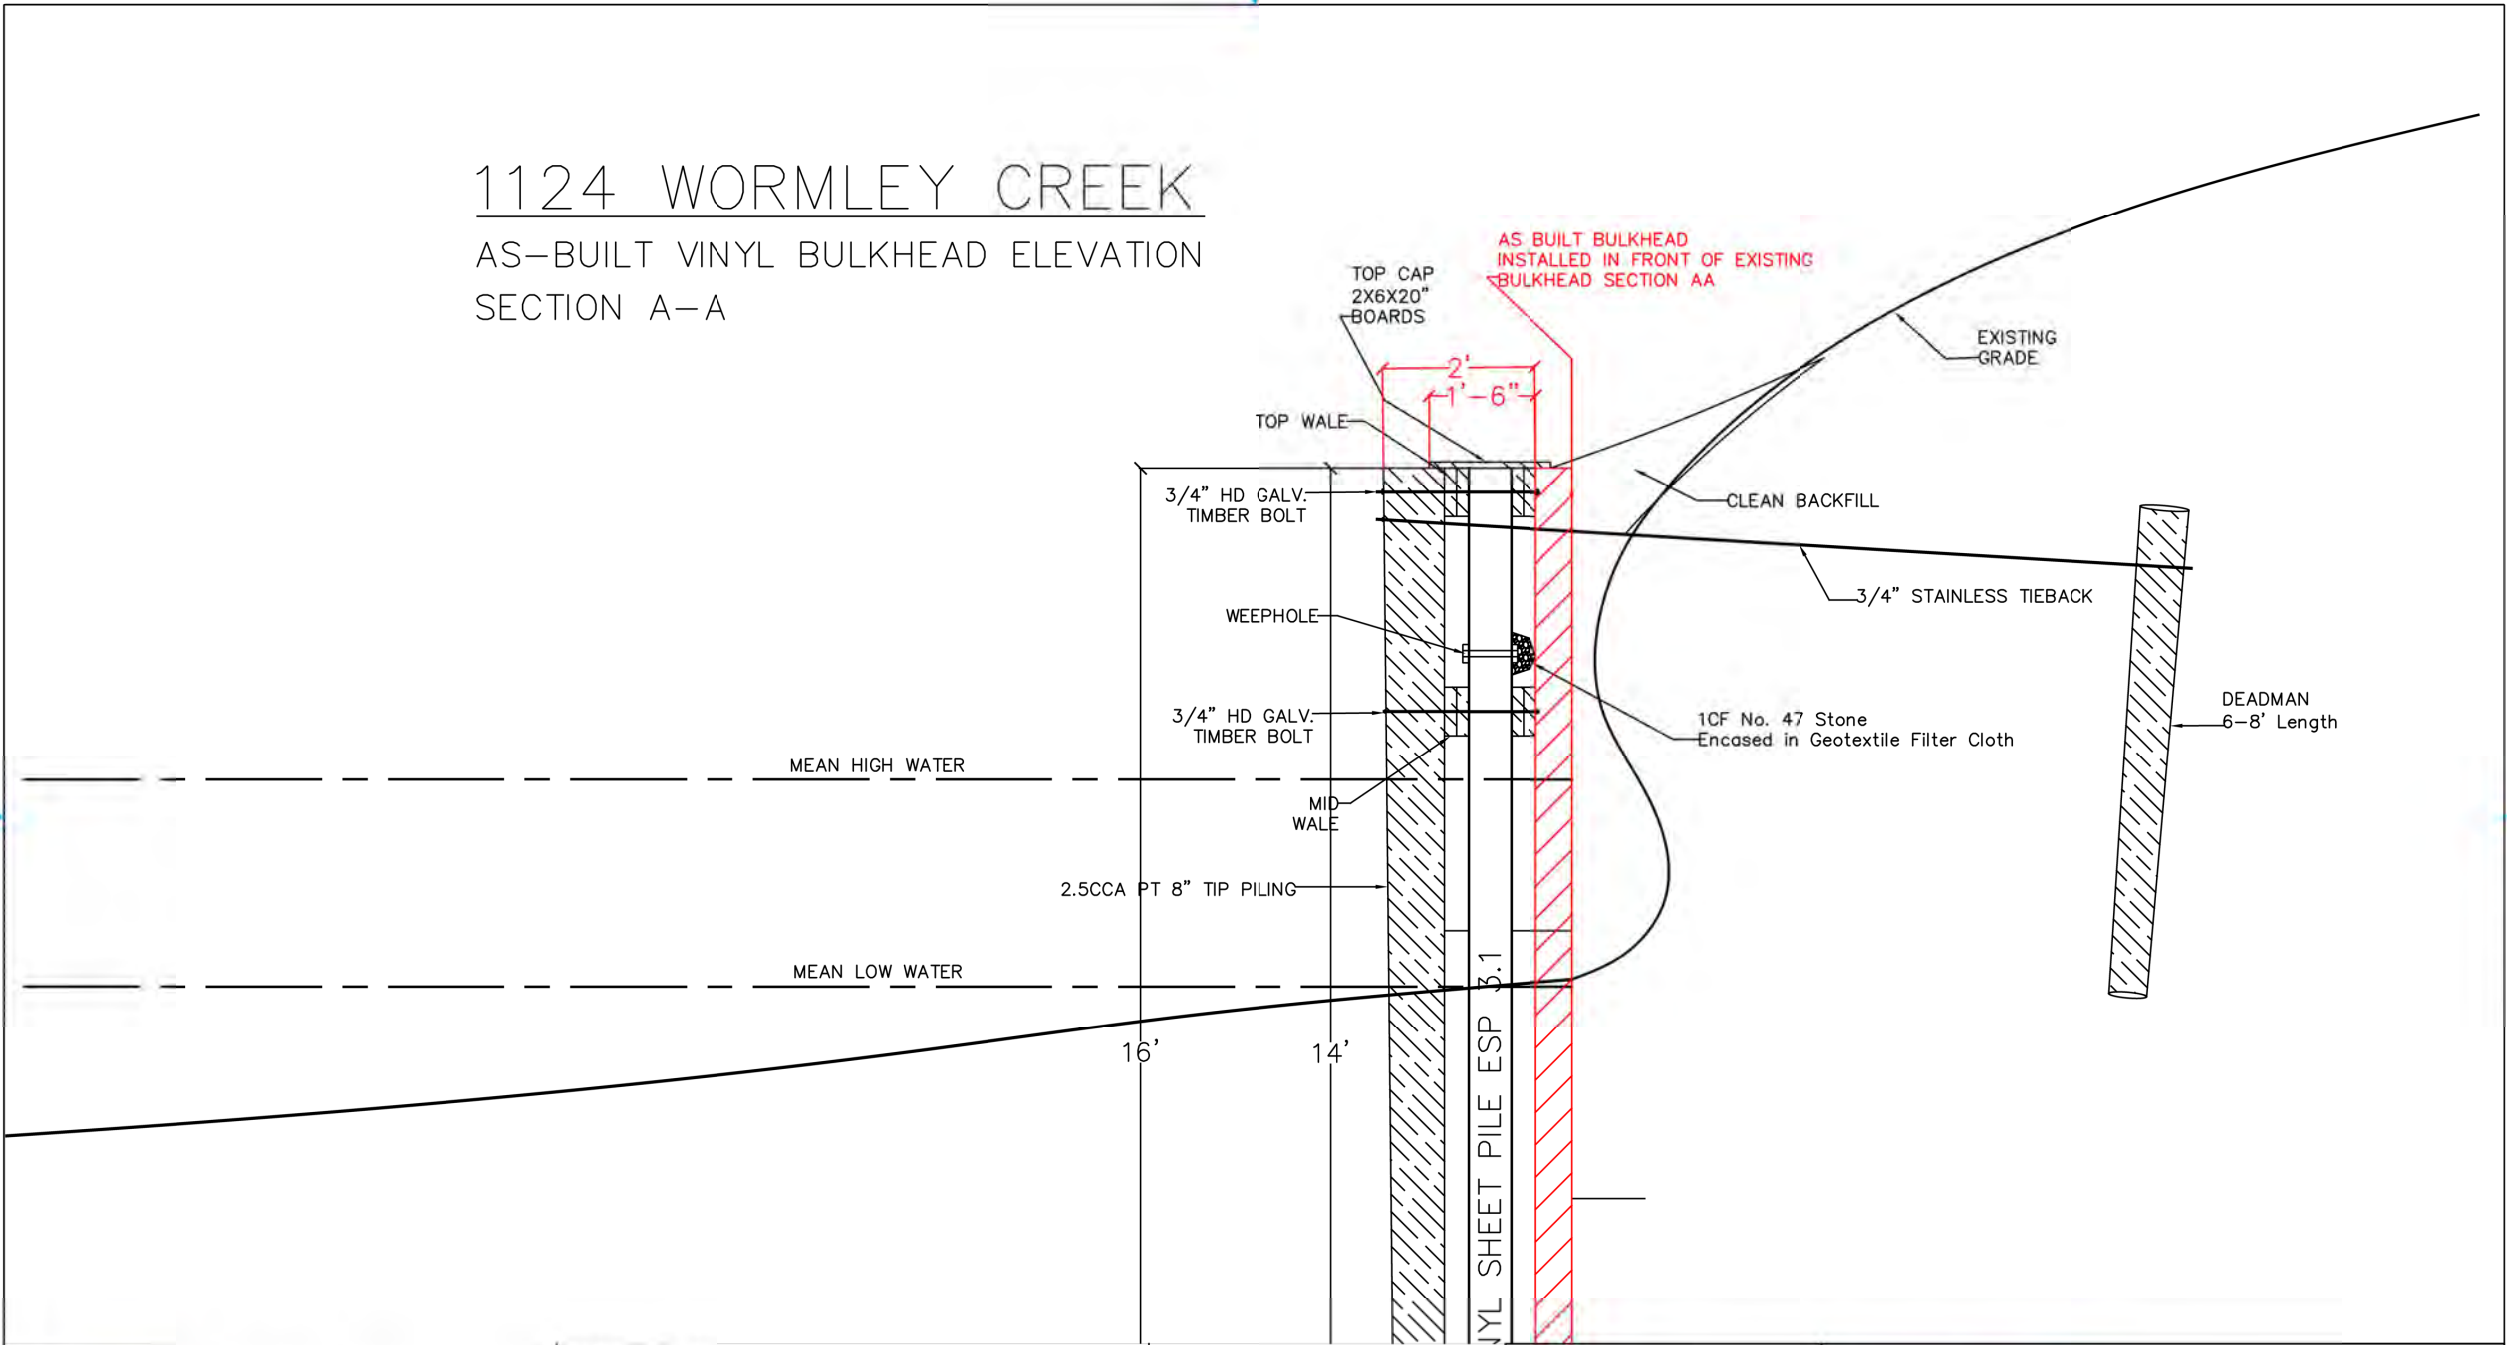 1124 WORMLEY CREEK
AS-BUILT VINYL BULKHEAD ELEVATION
SECTION A-A
AS BUILT BULKHEAD
INSTALLED IN FRONT OF EXISTING
BULKHEAD SECTION AA
TOP CAP
2X6X20"
BOARDS
EXISTING
GRADE
2'
1'-6"
TOP WALE
3/4" HD GALV.
TIMBER BOLT
CLEAN BACKFILL
3/4" STAINLESS TIEBACK
WEEPHOLE
DEADMAN
6-8' Length
3/4" HD GALV.
TIMBER BOLT
1CF No. 47 Stone
Encased in Geotextile Filter Cloth
MEAN HIGH WATER
MID
WALE
2.5CCA PT 8" TIP PILING
MEAN LOW WATER
16'
14'
NYL SHEET PILE ESP 3.1